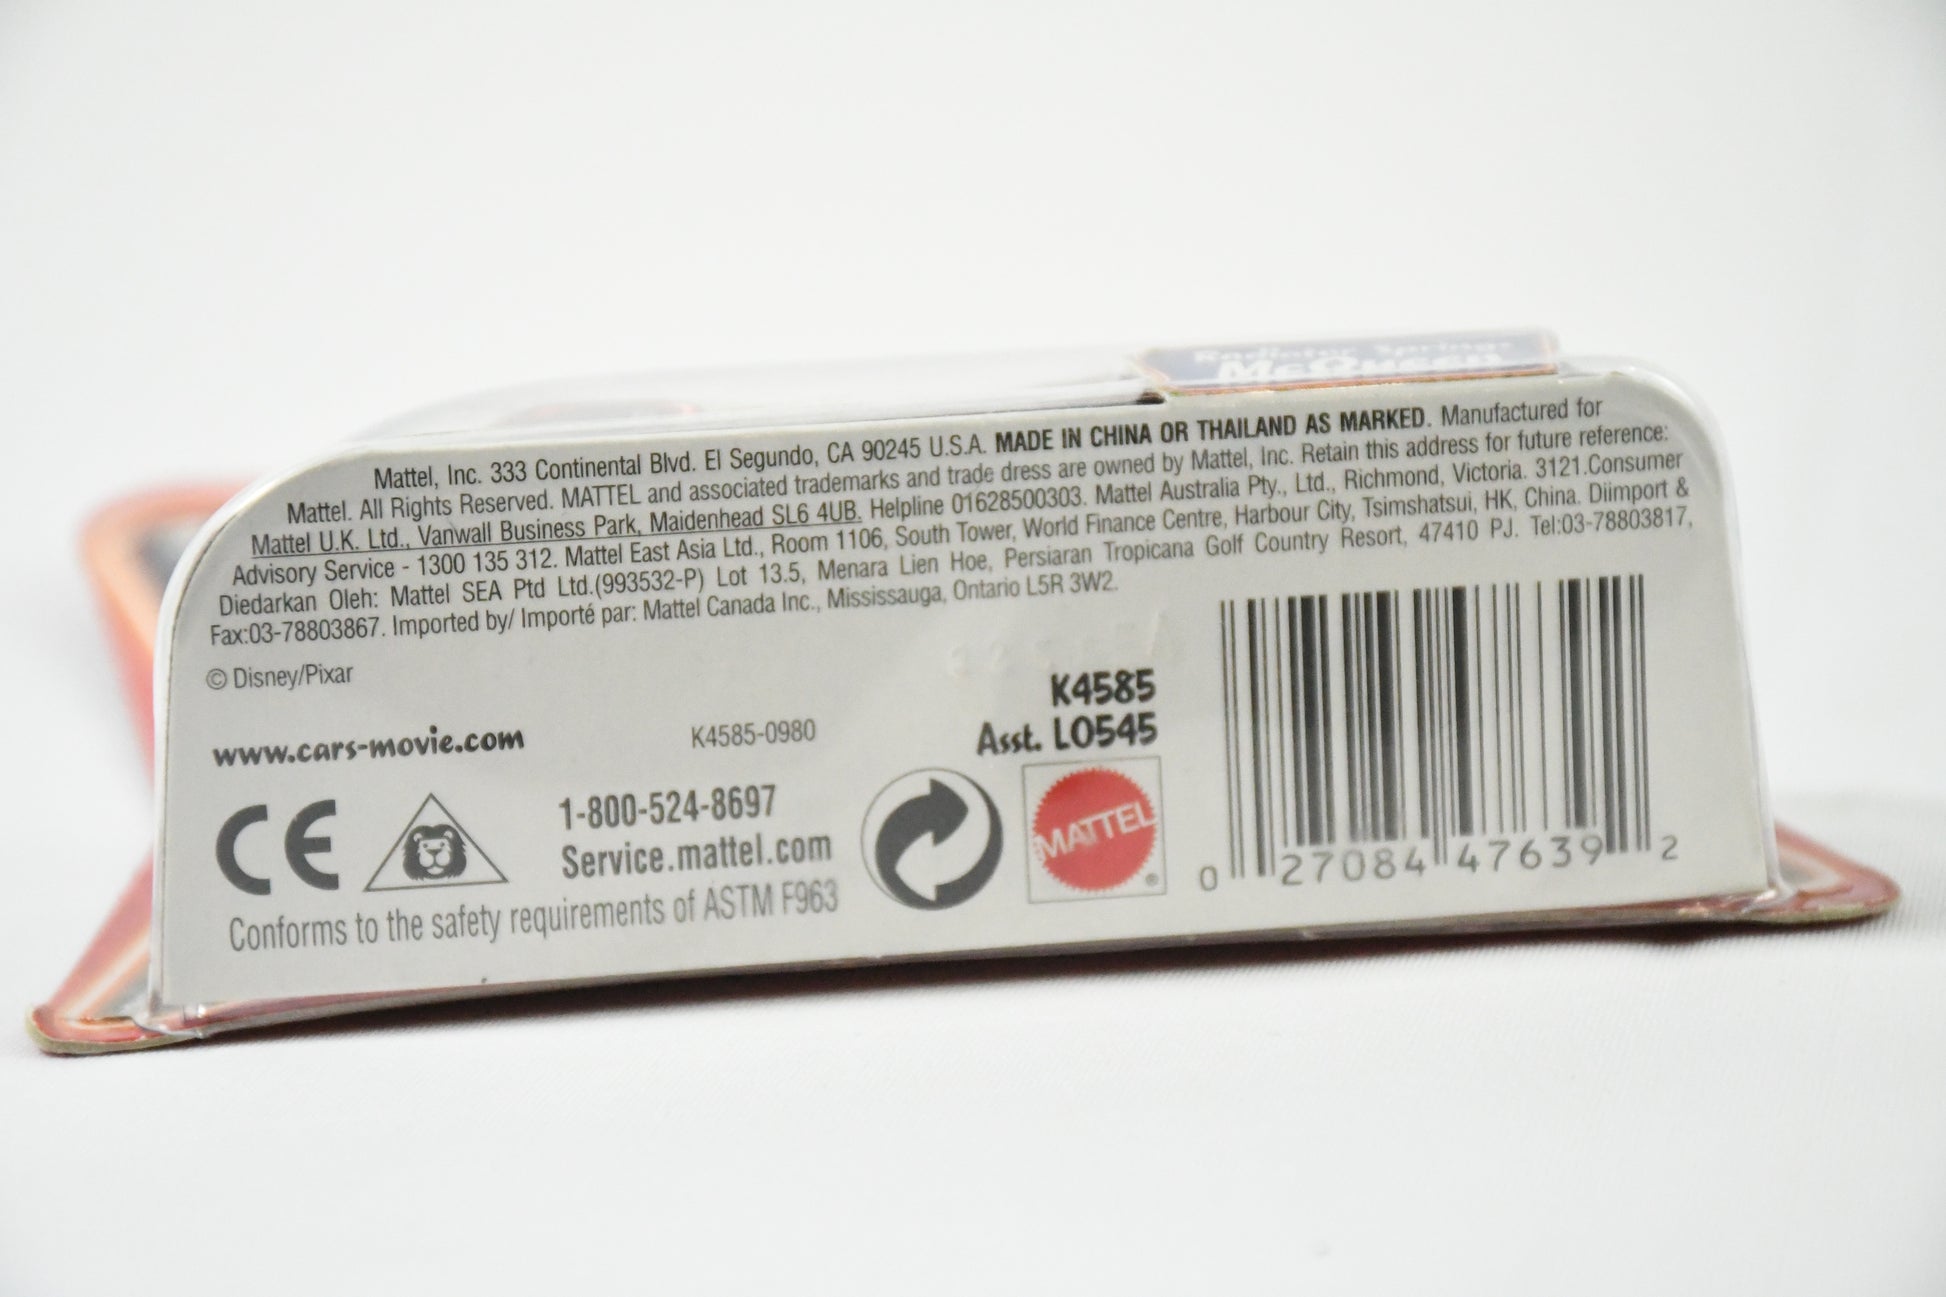 Radiator Springs
McQueen
Mattel, Inc. 333 Continental Blvd. El Segundo, CA 90245 U.S.A. MADE IN CHINA OR THAILAND AS MARKED. Manufactured for
Mattel. All Rights Reserved. MATTEL and associated trademarks and trade dress are owned by Mattel, Inc. Retain this address for future reference:
Mattel U.K. Ltd., Vanwall Business Park, Maidenhead SL6 4UB. Helpline 01628500303. Mattel Australia Pty., Ltd., Richmond, Victoria. 3121.Consumer
Advisory Service - 1300 135 312. Mattel East Asia Ltd., Room 1106, South Tower, World Finance Centre, Harbour City, Tsimshatsui, HK, China. Diimport &
Diedarkan Oleh: Mattel SEA Ptd Ltd.(993532-P) Lot 13.5, Menara Lien Hoe, Persiaran Tropicana Golf Country Resort, 47410 PJ. Tel:03-78803817,
Fax:03-78803867. Imported by/ Importé par: Mattel Canada Inc., Mississauga, Ontario L5R 3W2.
© Disney/Pixar
K4585
www.cars-movie.com K4585-0980 Asst. L0545
CE
1-800-524-8697
Service.mattel.com
MATTEL®
Conforms to the safety requirements of ASTM F963
0 27084 47639 2